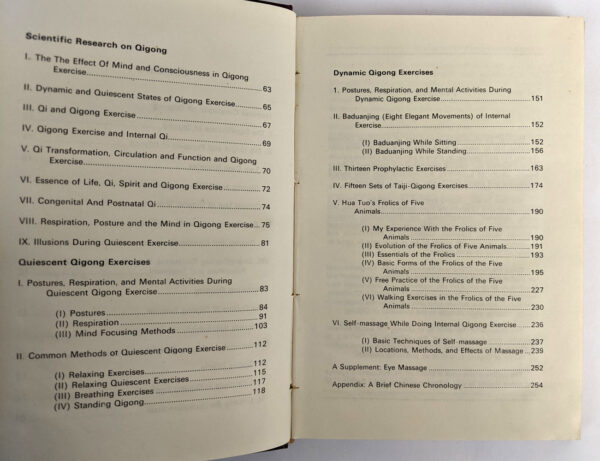 Scientific Research on Qigong
I. The The Effect Of Mind and Consciousness in Qigong
Exercise..........63
II. Dynamic and Quiescent States of Qigong Exercise..........65
III. Qi and Qigong Exercise..........67
IV. Qigong Exercise and Internal Qi..........69
V. Qi Transformation, Circulation and Function and Qigong
Exercise..........70
VI. Essence of Life, Qi, Spirit and Qigong Exercise..........72
VII. Congenital And Postnatal Qi..........74
VIII. Respiration, Posture and the Mind in Qigong Exercise...75
IX. Illusions During Quiescent Exercise..........81
Quiescent Qigong Exercises
I. Postures, Respiration, and Mental Activities During
Quiescent Qigong Exercise..........83
(I) Postures..........84
(II) Respiration..........91
(III) Mind Focusing Methods..........103
II. Common Methods of Quiescent Qigong Exercise..........112
(I) Relaxing Exercises..........112
(II) Relaxing Quiescent Exercises..........115
(III) Breathing Exercises..........117
(IV) Standing Qigong..........118
Dynamic Qigong Exercises
1. Postures, Respiration, and Mental Activities During
Dynamic Qigong Exercise..........151
II. Baduanjing (Eight Elegant Movements) of Internal
Exercise..........152
(I) Baduanjing While Sitting..........152
(II) Baduanjing While Standing..........156
III. Thirteen Prophylactic Exercises..........163
IV. Fifteen Sets of Taiji-Qigong Exercises..........174
V. Hua Tuo's Frolics of Five
Animals..........190
(I) My Experience With the Frolics of Five
Animals..........190
(II) Evolution of the Frolics of Five Animals..........191
(III) Essentials of the Frolics..........193
(IV) Basic Forms of the Frolics of Five
Animals..........195
(V) Free Practice of the Frolics of Five
Animals..........227
(VI) Walking Exercises in the Frolics of Five
Animals..........230
VI. Self-massage While Doing Internal Qigong Exercise..........236
(I) Basic Techniques of Self-massage..........237
(II) Locations, Methods, and Effects of Massage...239
A Supplement: Eye Massage..........252
Appendix: A Brief Chinese Chronology..........254